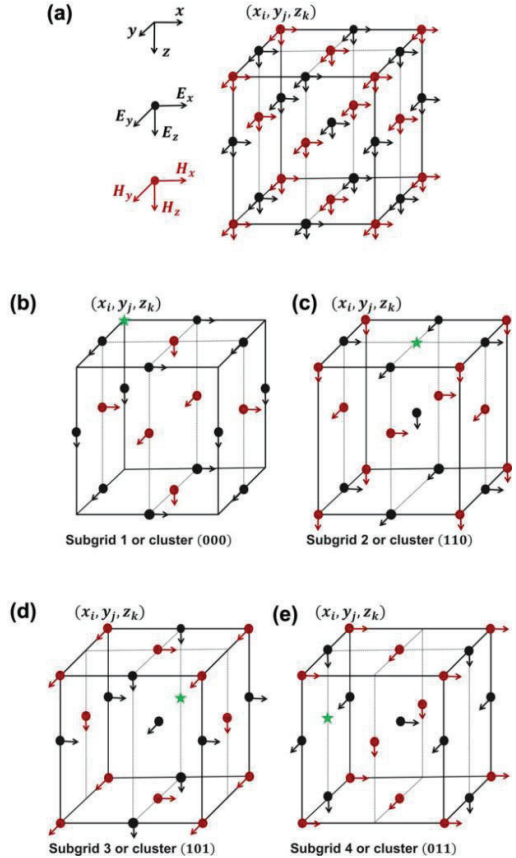 (a)
(x_i, y_j, z_k)
x
y
z
E_x
E_y
E_z
H_x
H_y
H_z
(b)
(x_i, y_j, z_k)
(c)
(x_i, y_j, z_k)
Subgrid 1 or cluster (000)
Subgrid 2 or cluster (110)
(d)
(x_i, y_j, z_k)
(e)
(x_i, y_j, z_k)
Subgrid 3 or cluster (101)
Subgrid 4 or cluster (011)